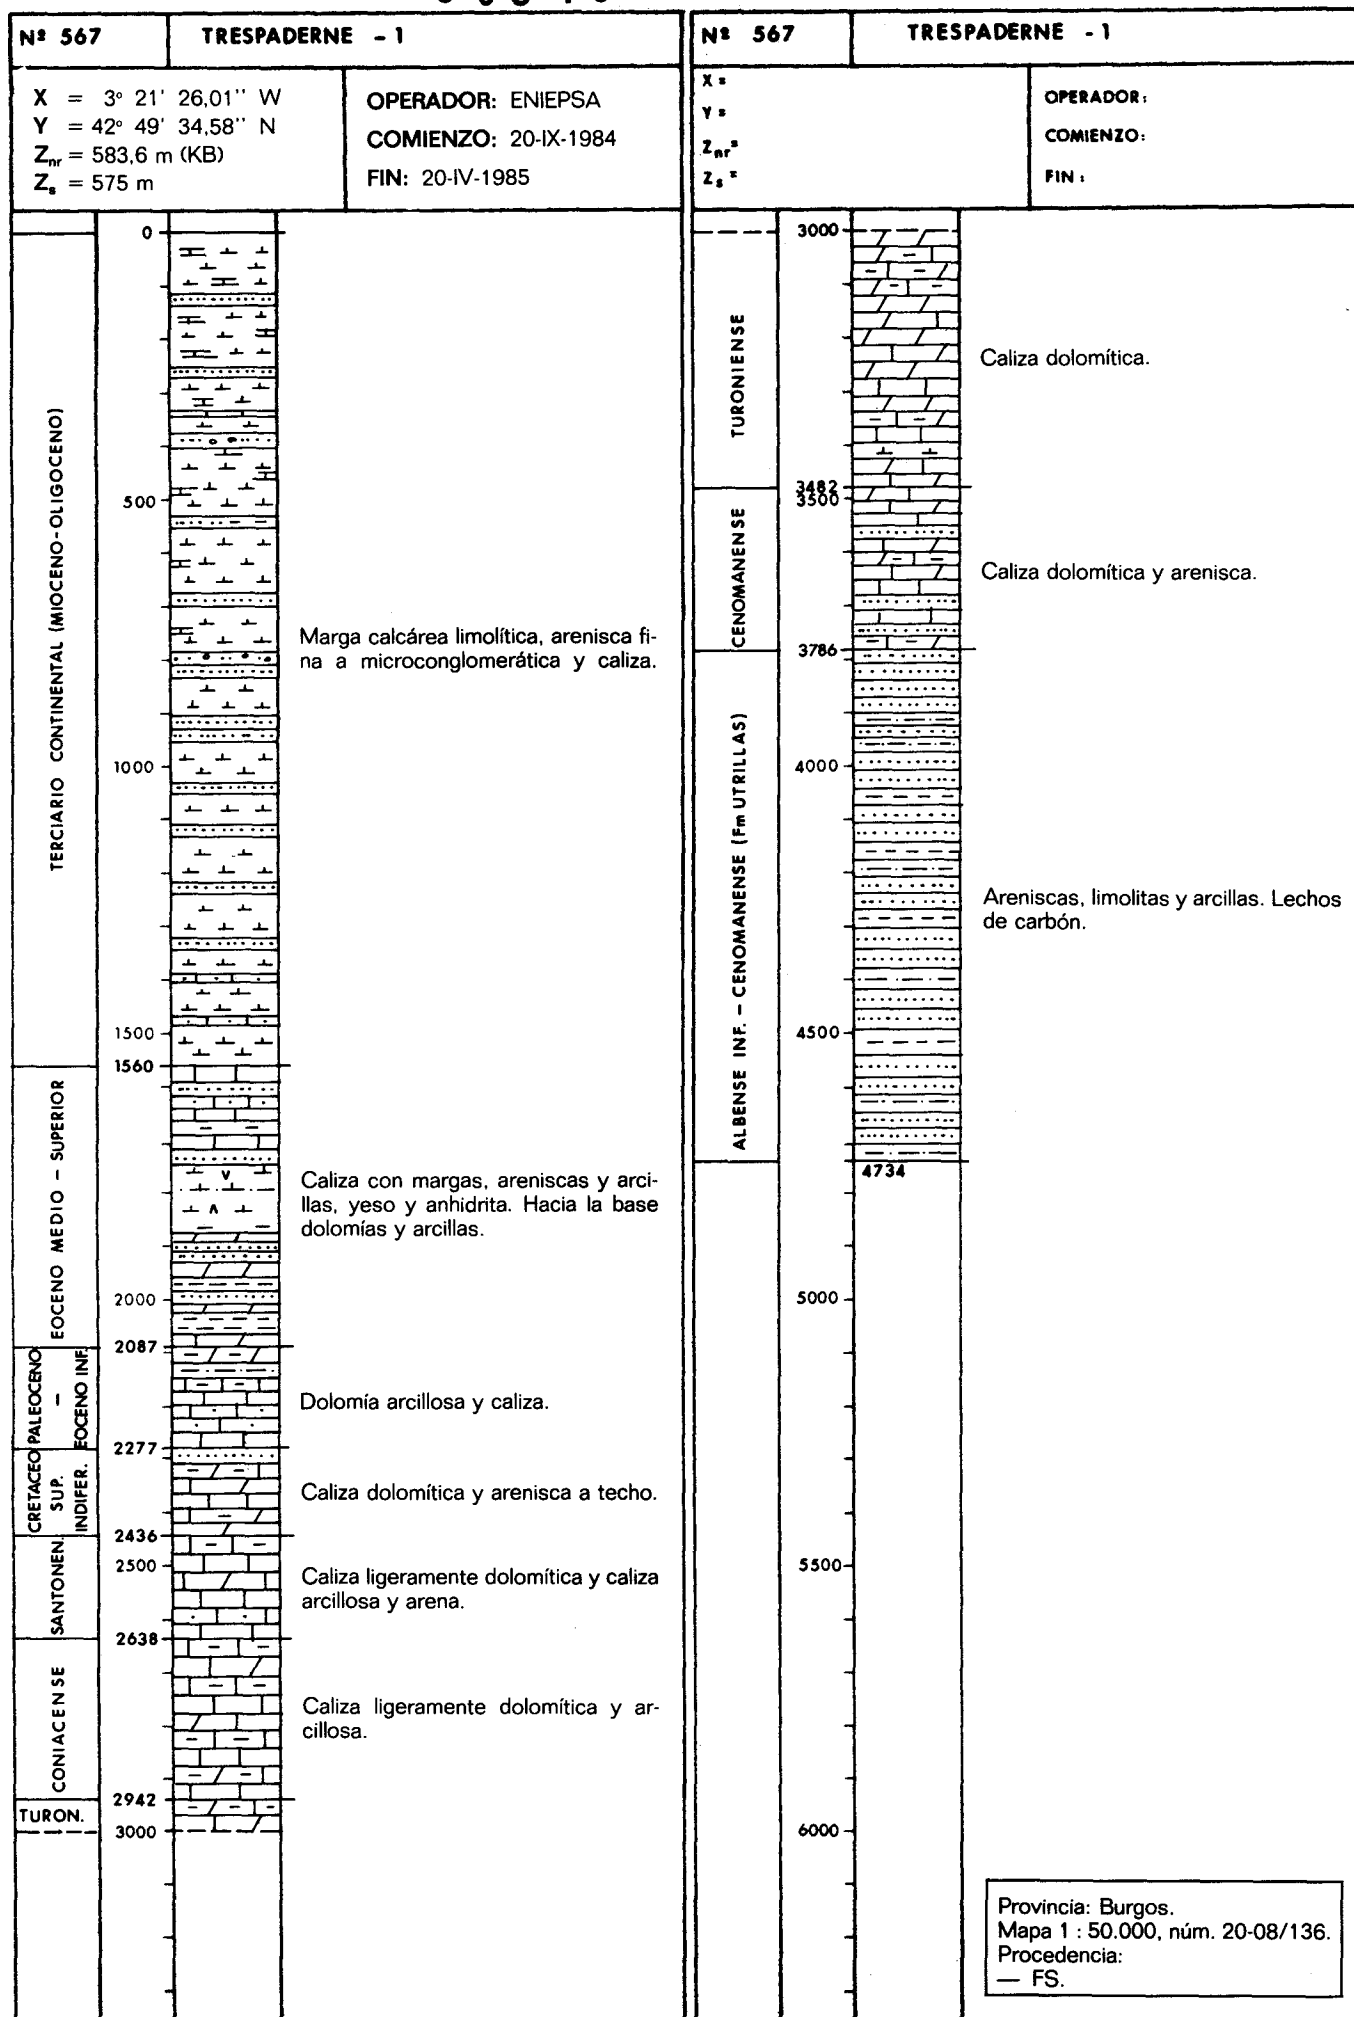 Nº 567 TRESPADERNE - 1
X = 3° 21' 26,01'' W
Y = 42° 49' 34,58'' N
Znr = 583,6 m (KB)
Zs = 575 m
OPERADOR: ENIEPSA
COMIENZO: 20-IX-1984
FIN: 20-IV-1985
0
500
1000
1500
1560
2000
2087
2277
2436
2500
2638
2942
3000
TERCIARIO CONTINENTAL (MIOCENO-OLIGOCENO)
Marga calcárea limolítica, arenisca fi-
na a microconglomerática y caliza.
EOCENO MEDIO - SUPERIOR
Caliza con margas, areniscas y arci-
llas, yeso y anhidrita. Hacia la base
dolomías y arcillas.
PALEOCENO
-
EOCENO INF.
Dolomía arcillosa y caliza.
CRETACEO
SUP.
INDIFER.
Caliza dolomítica y arenisca a techo.
SANTONEN.
Caliza ligeramente dolomítica y caliza
arcillosa y arena.
CONIACENSE
Caliza ligeramente dolomítica y ar-
cillosa.
TURON.
Nº 567 TRESPADERNE - 1
X =
Y =
Znr=
Zs =
OPERADOR:
COMIENZO:
FIN:
3000
3482
3500
3786
4000
4500
4734
5000
5500
6000
TURONIENSE
Caliza dolomítica.
CENOMANENSE
Caliza dolomítica y arenisca.
ALBENSE INF. - CENOMANENSE (Fm UTRILLAS)
Areniscas, limolitas y arcillas. Lechos
de carbón.
Provincia: Burgos.
Mapa 1 : 50.000, núm. 20-08/136.
Procedencia:
— FS.